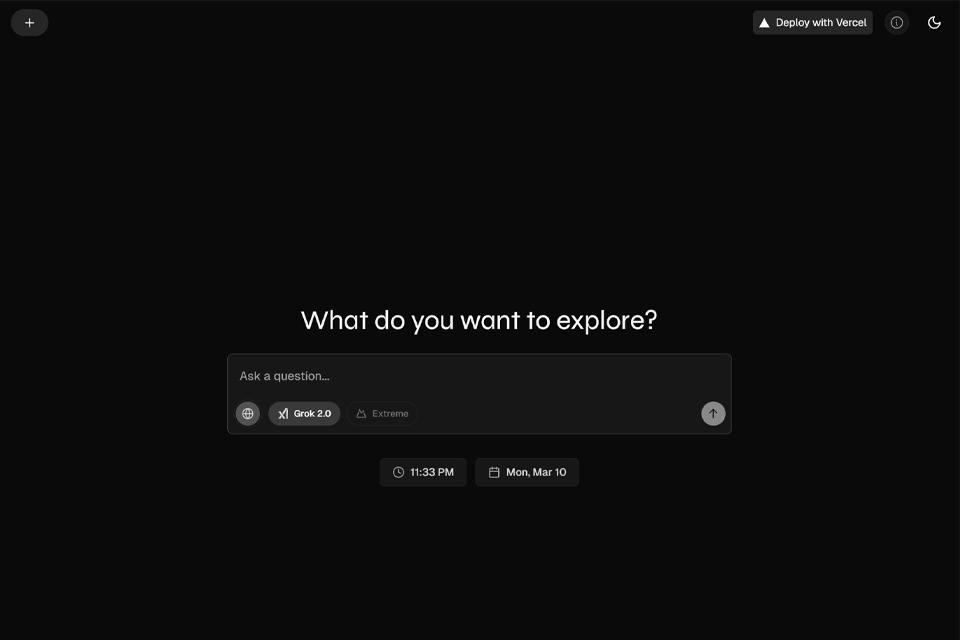 Deploy with Vercel
What do you want to explore?
Ask a question...
Grok 2.0
Extreme
11:33 PM
Mon, Mar 10